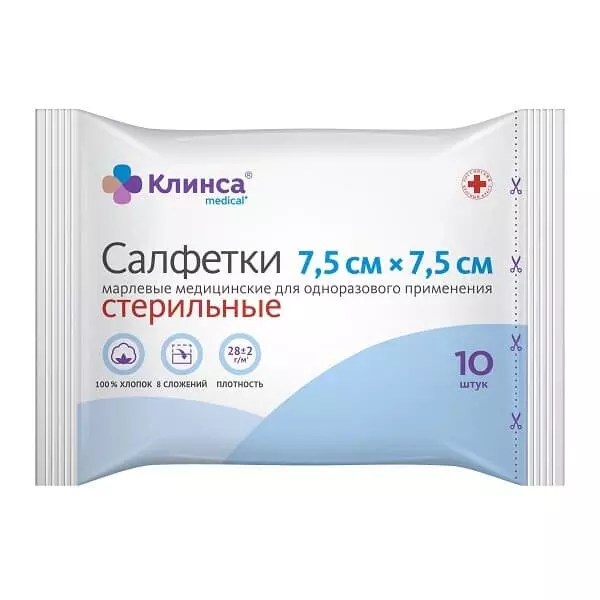 Клинса®
medical+
Салфетки 7,5 см × 7,5 см
марлевые медицинские для одноразового применения
стерильные
28±2
г/м²
100% ХЛОПОК 8 СЛОЖЕНИЙ ПЛОТНОСТЬ
10
штук